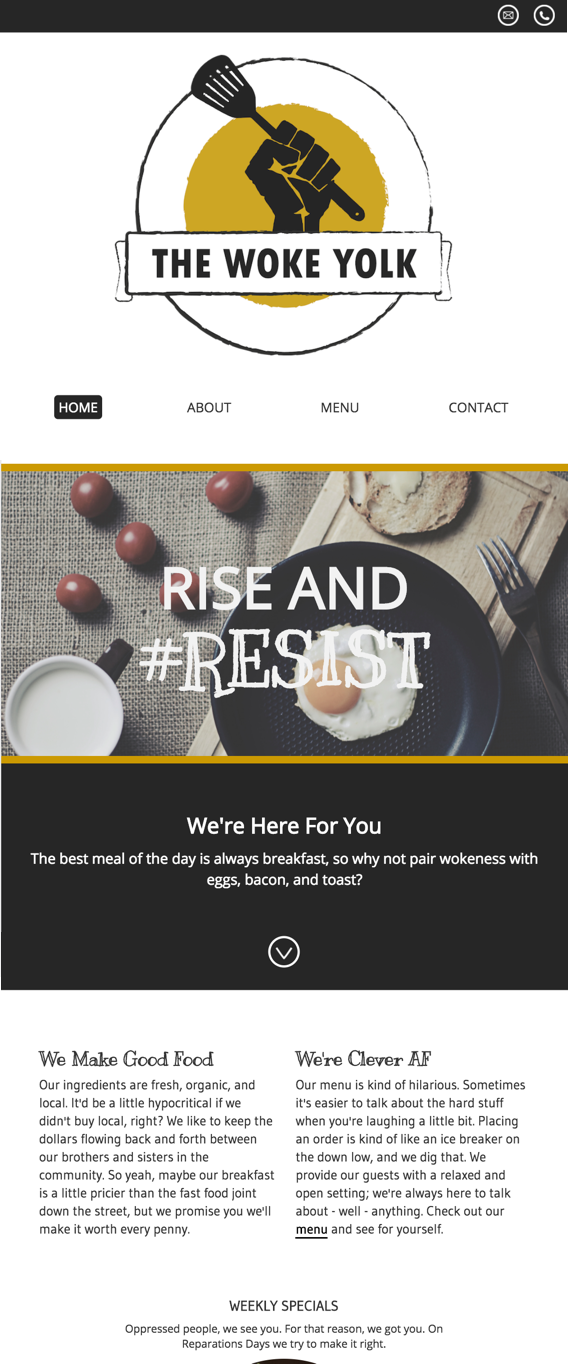 THE WOKE YOLK
HOME ABOUT MENU CONTACT
RISE AND
#RESIST
We're Here For You
The best meal of the day is always breakfast, so why not pair wokeness with
eggs, bacon, and toast?
We Make Good Food
Our ingredients are fresh, organic, and
local. It'd be a little hypocritical if we
didn't buy local, right? We like to keep the
dollars flowing back and forth between
our brothers and sisters in the
community. So yeah, maybe our breakfast
is a little pricier than the fast food joint
down the street, but we promise you we'll
make it worth every penny.
We're Clever AF
Our menu is kind of hilarious. Sometimes
it's easier to talk about the hard stuff
when you're laughing a little bit. Placing
an order is kind of like an ice breaker on
the down low, and we dig that. We
provide our guests with a relaxed and
open setting; we're always here to talk
about - well - anything. Check out our
menu and see for yourself.
WEEKLY SPECIALS
Oppressed people, we see you. For that reason, we got you. On
Reparations Days we try to make it right.